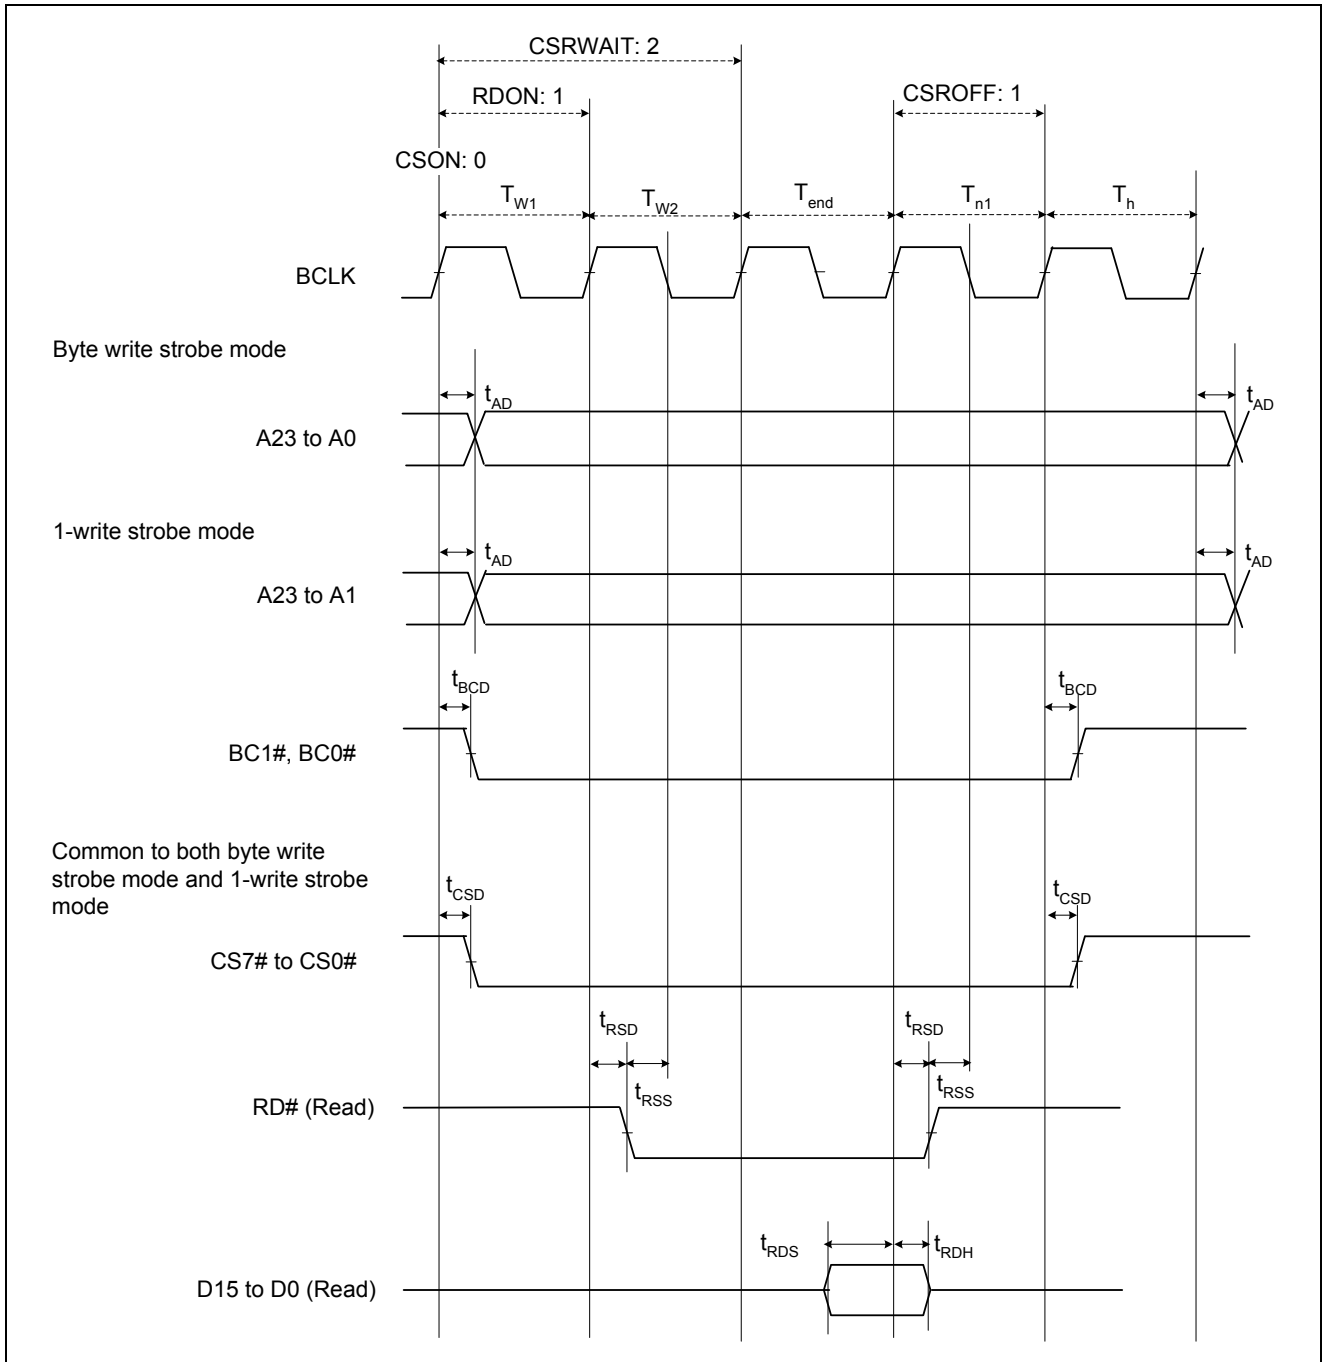 CSRWAIT: 2
RDON: 1
CSROFF: 1
CSON: 0
TW1
TW2
Tend
Tn1
Th
BCLK
Byte write strobe mode
tAD
tAD
A23 to A0
1-write strobe mode
tAD
tAD
A23 to A1
tBCD
tBCD
BC1#, BC0#
Common to both byte write
strobe mode and 1-write strobe
mode
tCSD
tCSD
CS7# to CS0#
tRSD
tRSD
tRSS
tRSS
RD# (Read)
tRDS
tRDH
D15 to D0 (Read)